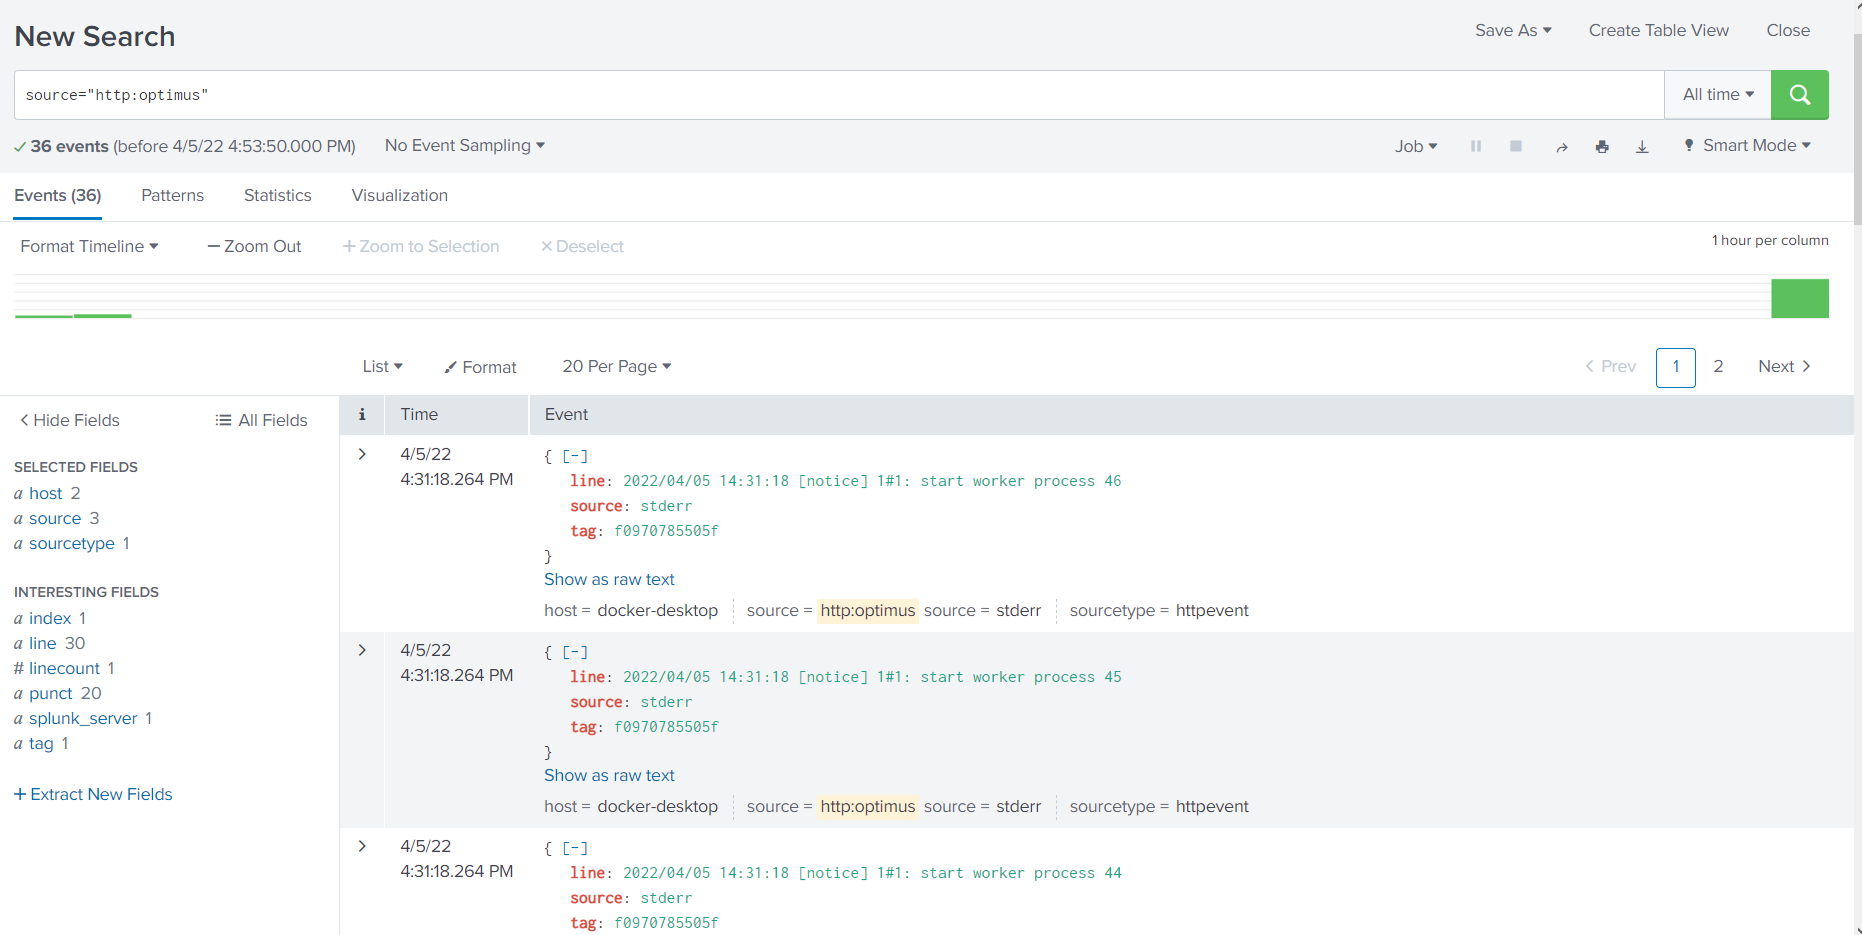 New Search
Save As ▾ Create Table View Close
source="http:optimus"
All time ▾
✓ 36 events (before 4/5/22 4:53:50.000 PM) No Event Sampling ▾
Job ▾ Smart Mode ▾
Events (36) Patterns Statistics Visualization
Format Timeline ▾ — Zoom Out + Zoom to Selection × Deselect
1 hour per column
List ▾ Format 20 Per Page ▾
< Prev 1 2 Next >
< Hide Fields All Fields
SELECTED FIELDS
a host 2
a source 3
a sourcetype 1
INTERESTING FIELDS
a index 1
a line 30
# linecount 1
a punct 20
a splunk_server 1
a tag 1
+ Extract New Fields
i Time Event
> 4/5/22
4:31:18.264 PM
{ [-]
line: 2022/04/05 14:31:18 [notice] 1#1: start worker process 46
source: stderr
tag: f0970785505f
}
Show as raw text
host = docker-desktop source = http:optimus source = stderr sourcetype = httpevent
> 4/5/22
4:31:18.264 PM
{ [-]
line: 2022/04/05 14:31:18 [notice] 1#1: start worker process 45
source: stderr
tag: f0970785505f
}
Show as raw text
host = docker-desktop source = http:optimus source = stderr sourcetype = httpevent
> 4/5/22
4:31:18.264 PM
{ [-]
line: 2022/04/05 14:31:18 [notice] 1#1: start worker process 44
source: stderr
tag: f0970785505f